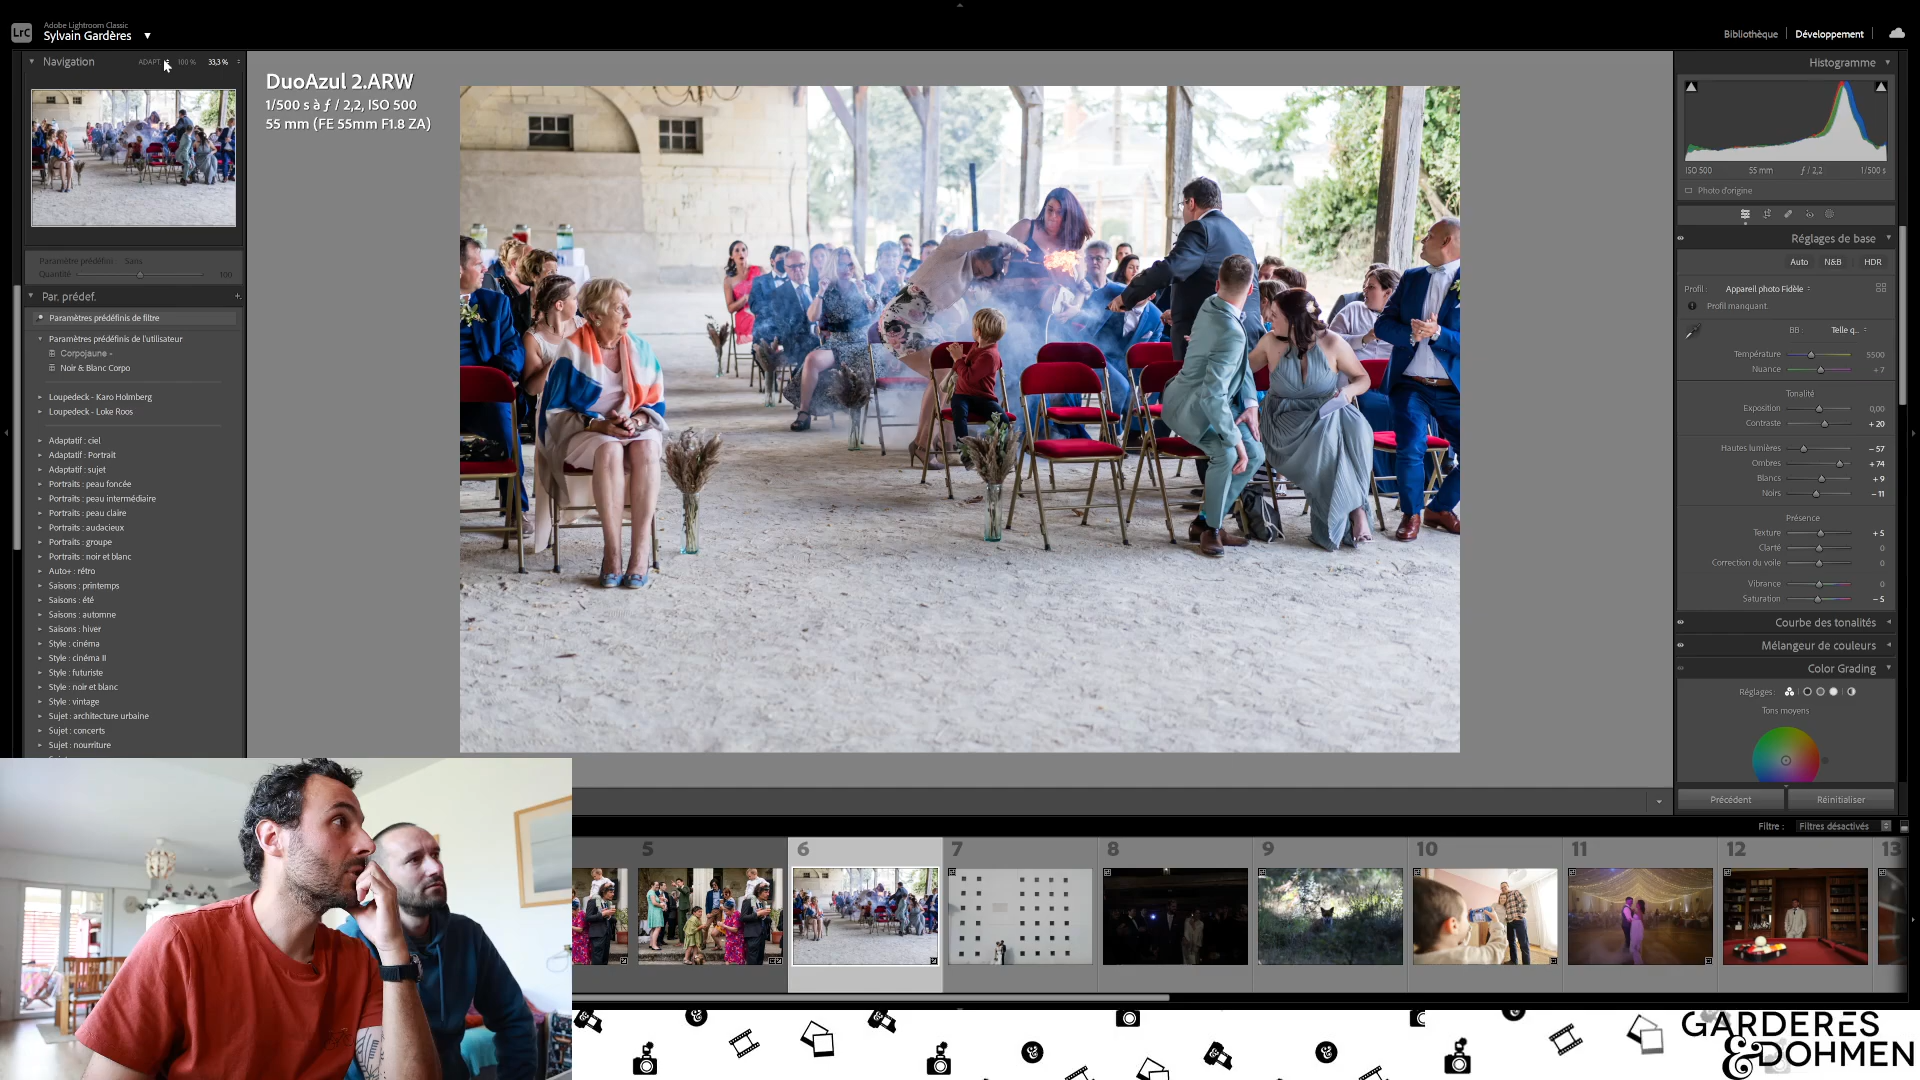 LrC
Adobe Lightroom Classic
Sylvain Gardères
Bibliothèque
Développement
Navigation
ADAPT.
100 %
33,3 %
Paramètre prédéfini
Sans
Quantité
100
Par. prédef.
Paramètres prédéfinis de filtre
Paramètres prédéfinis de l'utilisateur
Corpojaune -
Noir & Blanc Corpo
Loupedeck - Karo Holmberg
Loupedeck - Loke Roos
Adaptatif : ciel
Adaptatif : Portrait
Adaptatif : sujet
Portraits : peau foncée
Portraits : peau intermédiaire
Portraits : peau claire
Portraits : audacieux
Portraits : groupe
Portraits : noir et blanc
Auto+ : rétro
Saisons : printemps
Saisons : été
Saisons : automne
Saisons : hiver
Style : cinéma
Style : cinéma II
Style : futuriste
Style : noir et blanc
Style : vintage
Sujet : architecture urbaine
Sujet : concerts
Sujet : nourriture
DuoAzul 2.ARW
1/500 s à ƒ / 2,2, ISO 500
55 mm (FE 55mm F1.8 ZA)
Histogramme
ISO 500
55 mm
ƒ / 2,2
1/500 s
Photo d'origine
Réglages de base
Auto
N&B
HDR
Profil :
Appareil photo Fidèle
Profil manquant.
BB :
Telle q...
Température
5500
Nuance
+ 7
Tonalité
Exposition
0,00
Contraste
+ 20
Hautes lumières
– 57
Ombres
+ 74
Blancs
+ 9
Noirs
– 11
Présence
Texture
+ 5
Clarté
0
Correction du voile
0
Vibrance
0
Saturation
– 5
Courbe des tonalités
Mélangeur de couleurs
Color Grading
Réglages :
Tons moyens
Précédent
Réinitialiser
Filtre :
Filtres désactivés
5
6
7
8
9
10
11
12
13
GARDERES
&DOHMEN